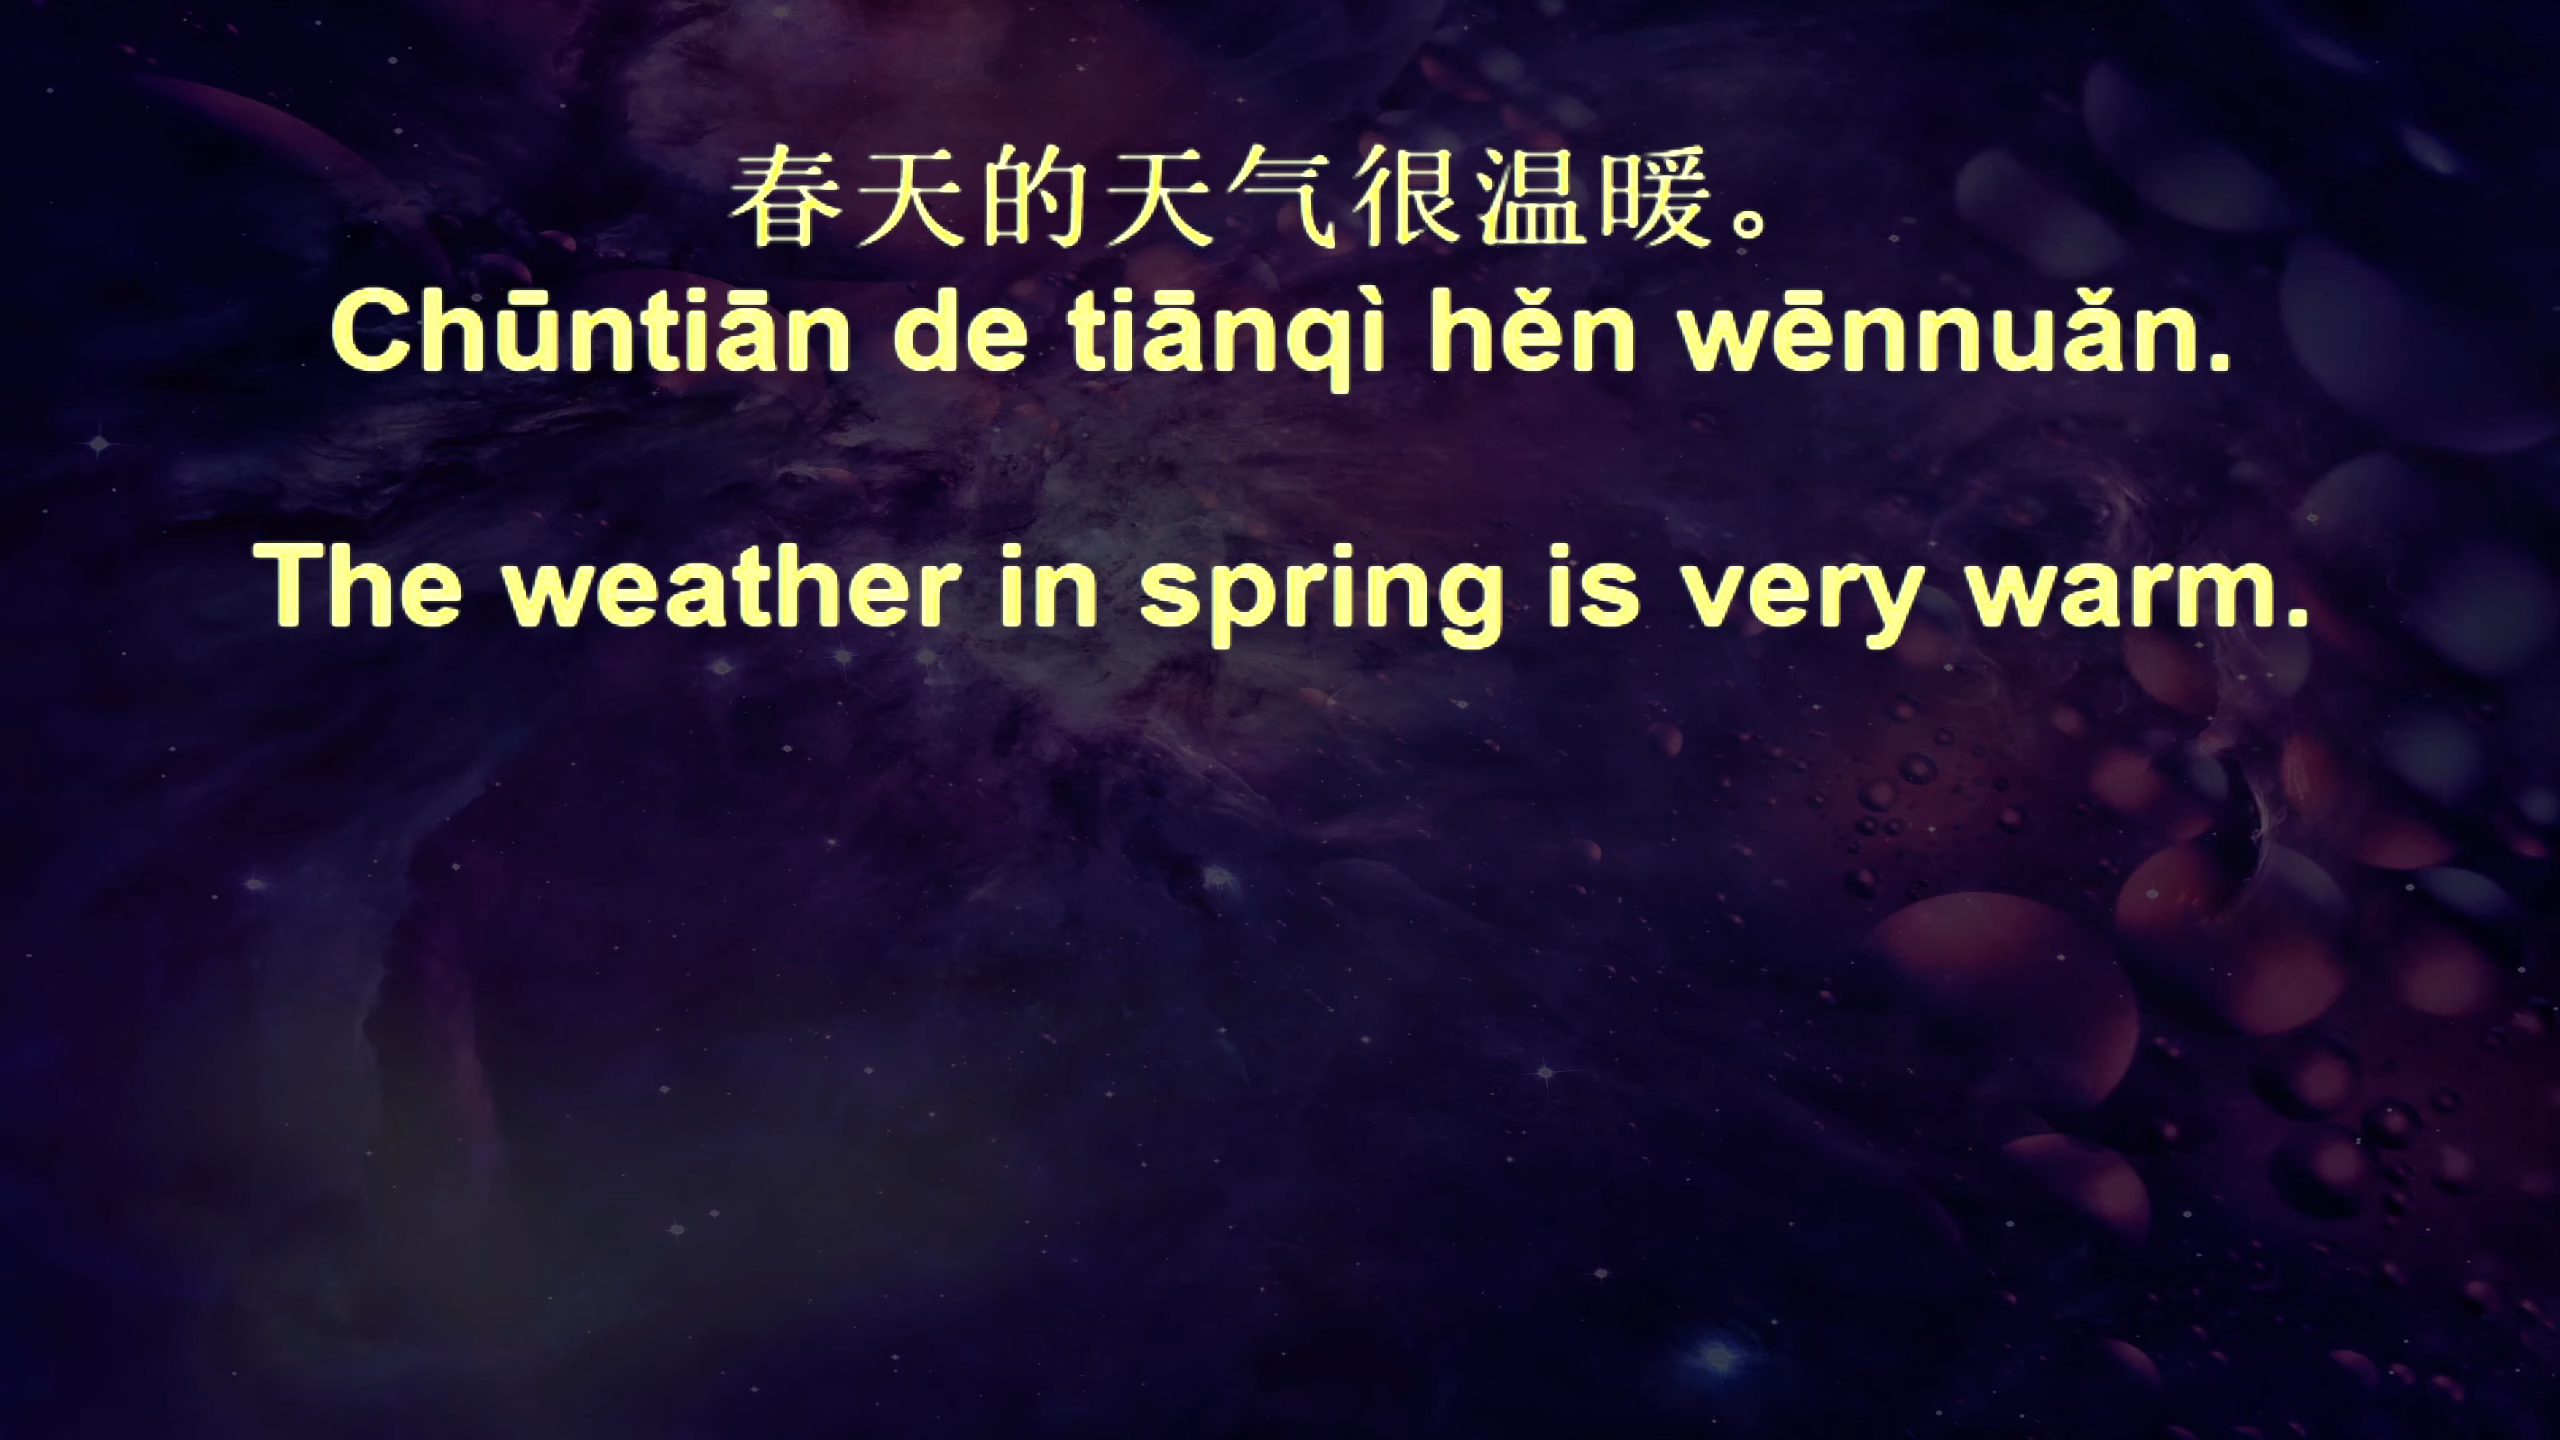 春天的天气很温暖。
Chūntiān de tiānqì hěn wēnnuǎn.
The weather in spring is very warm.